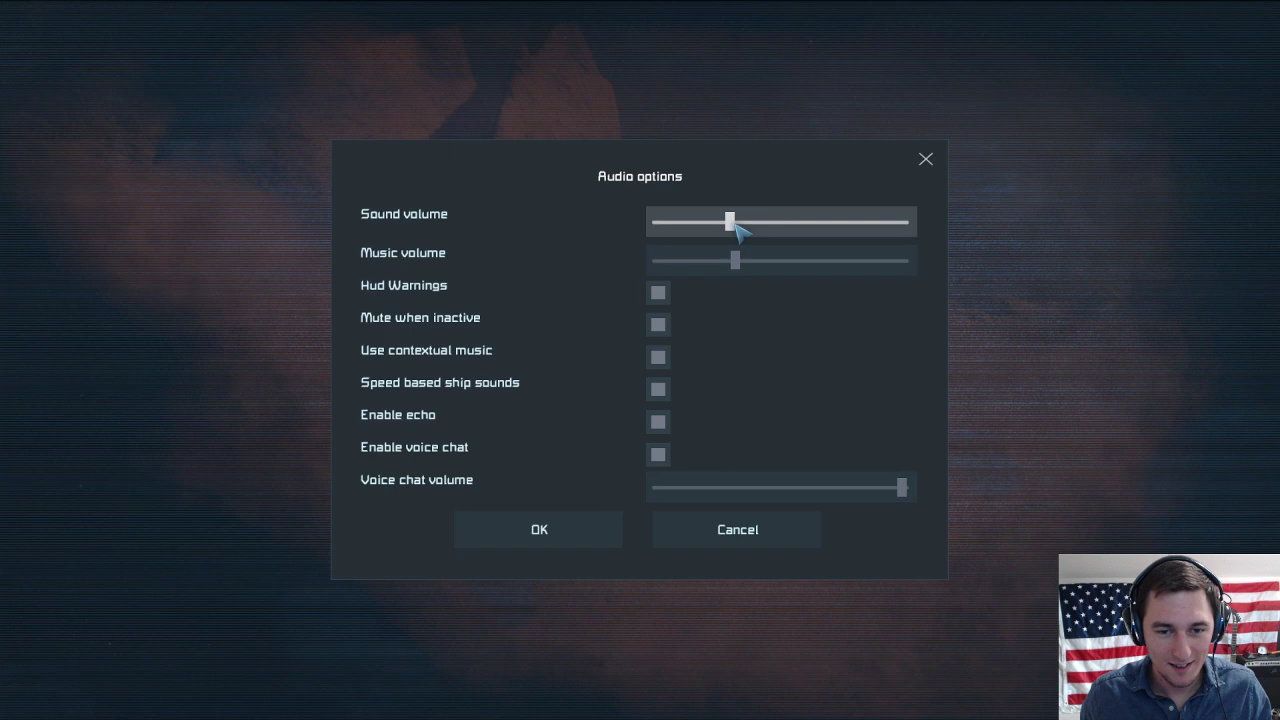 Audio options
Sound volume
Music volume
Hud Warnings
Mute when inactive
Use contextual music
Speed based ship sounds
Enable echo
Enable voice chat
Voice chat volume
OK Cancel